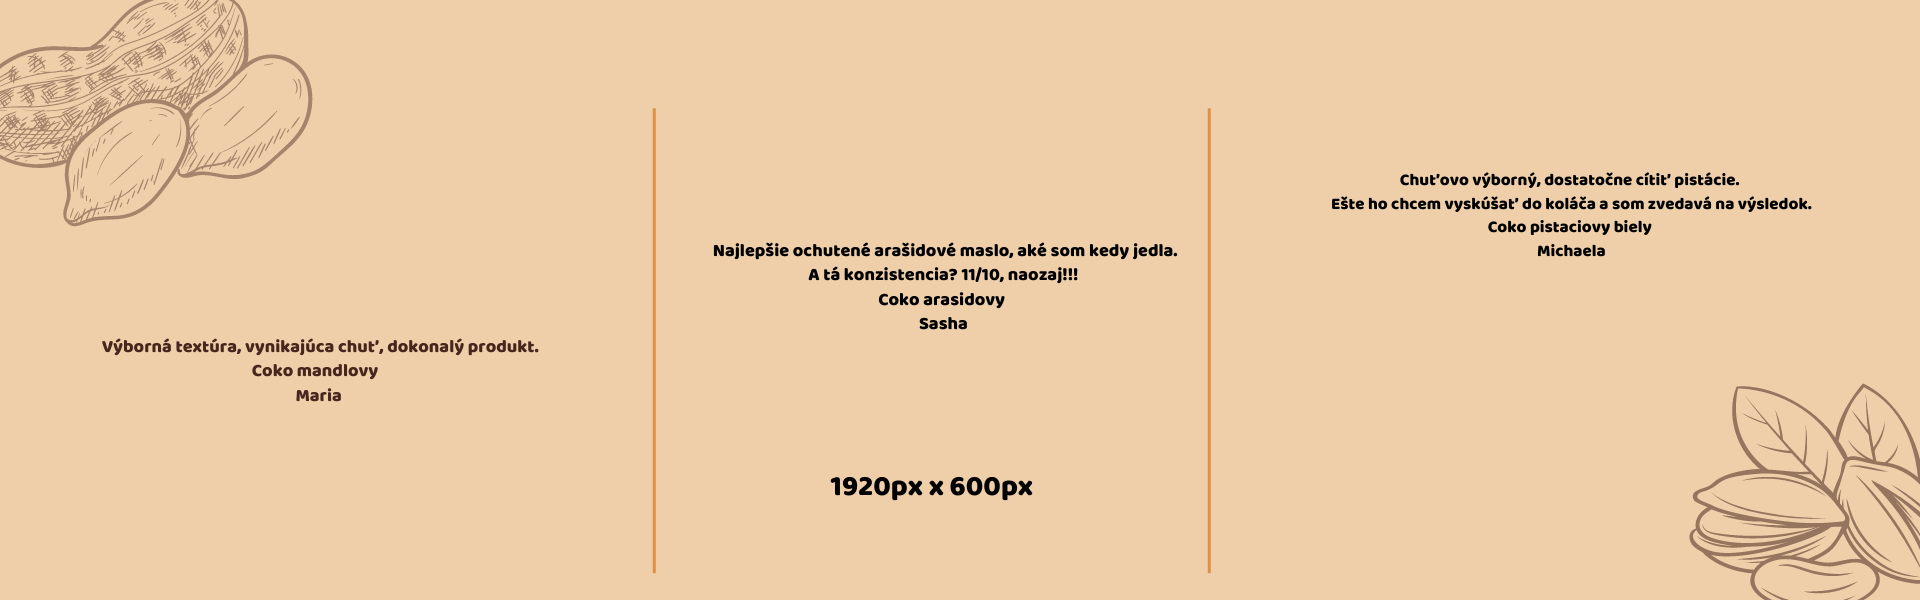 Výborná textúra, vynikajúca chuť, dokonalý produkt.
Coko mandlovy
Maria
Najlepšie ochutené arašidové maslo, aké som kedy jedla.
A tá konzistencia? 11/10, naozaj!!!
Coko arasidovy
Sasha
1920px x 600px
Chuťovo výborný, dostatočne cítiť pistácie.
Ešte ho chcem vyskúšať do koláča a som zvedavá na výsledok.
Coko pistaciovy biely
Michaela